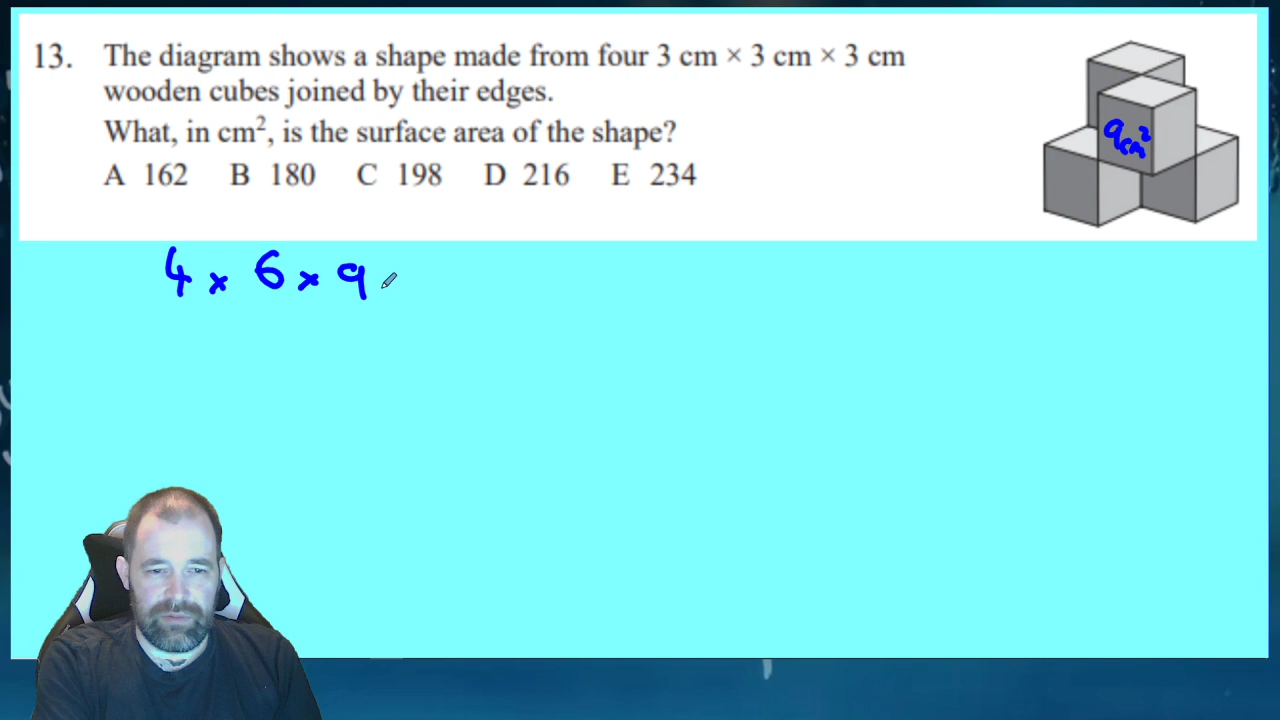 13. The diagram shows a shape made from four 3 cm × 3 cm × 3 cm
wooden cubes joined by their edges.
What, in cm², is the surface area of the shape?
A 162 B 180 C 198 D 216 E 234
9cm²
4 × 6 × 9